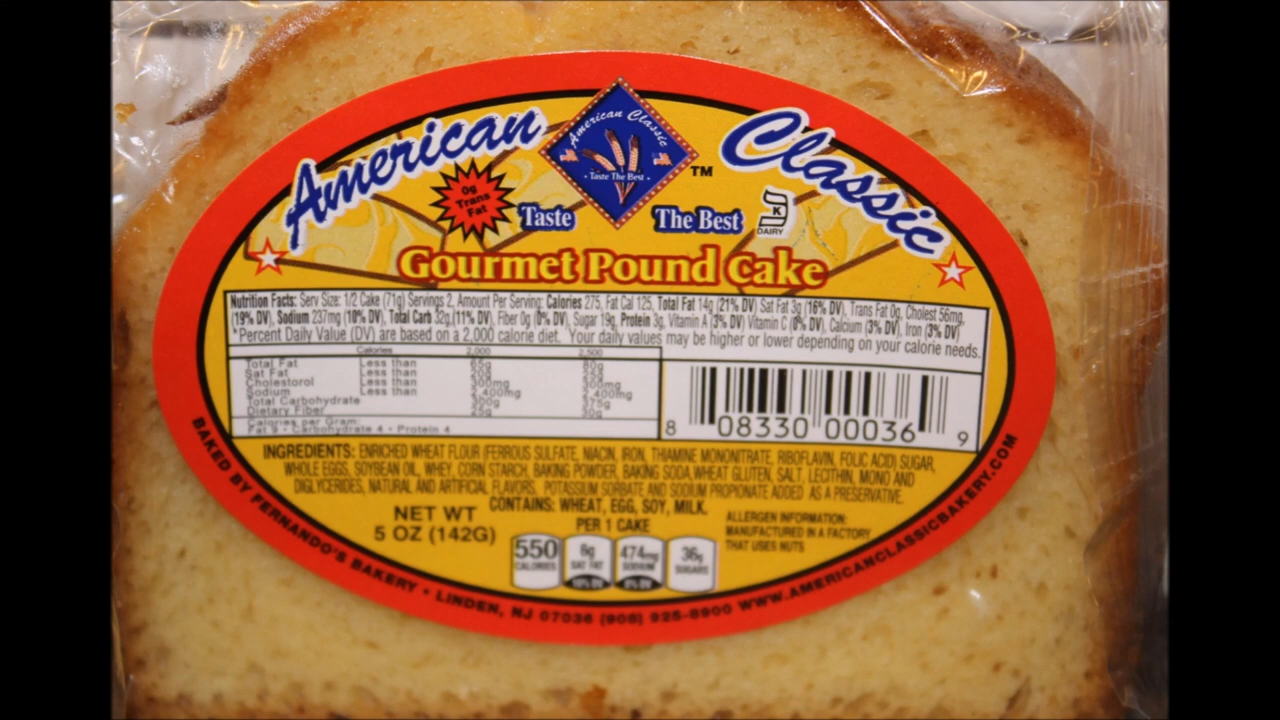 American Classic
American Classic
Taste The Best
TM
0g
Trans
Fat
Taste The Best
K
DAIRY
Gourmet Pound Cake
Nutrition Facts: Serv Size: 1/2 Cake (71g) Servings 2, Amount Per Serving: Calories 275, Fat Cal 125, Total Fat 14g (21% DV) Sat Fat 3g (16% DV), Trans Fat 0g, Cholest 56mg,
(19% DV), Sodium 237mg (10% DV), Total Carb 32g,(11% DV), Fiber 0g (0% DV), Sugar 19g, Protein 3g, Vitamin A (3% DV) Vitamin C (0% DV), Calcium (3% DV), Iron (3% DV)
*Percent Daily Value (DV) are based on a 2,000 calorie diet. Your daily values may be higher or lower depending on your calorie needs.
Calories 2,000 2,500
Total Fat Less than 65g 80g
Sat Fat Less than
Cholestorol Less than 300mg 300mg
Sodium Less than 2,400mg 2,400mg
Total Carbohydrate 300g 375g
Dietary Fiber 25g 30g
Calories per Gram:
Fat 9 • Carbohydrate 4 • Protein 4
8 08330 00036 9
INGREDIENTS: ENRICHED WHEAT FLOUR (FERROUS SULFATE, NIACIN, IRON, THIAMINE MONONITRATE, RIBOFLAVIN, FOLIC ACID) SUGAR,
WHOLE EGGS, SOYBEAN OIL, WHEY, CORN STARCH, BAKING POWDER, BAKING SODA,WHEAT GLUTEN, SALT, LECITHIN, MONO AND
DIGLYCERIDES, NATURAL AND ARTIFICIAL FLAVORS, POTASSIUM SORBATE AND SODIUM PROPIONATE ADDED AS A PRESERVATIVE.
CONTAINS: WHEAT, EGG, SOY, MILK.
NET WT
5 OZ (142G)
PER 1 CAKE
550 CALORIES
6g SAT FAT
474mg SODIUM
36g SUGARS
ALLERGEN INFORMATION:
MANUFACTURED IN A FACTORY
THAT USES NUTS
BAKED BY FERNANDO'S BAKERY • LINDEN, NJ 07036 (908) 925-8900 WWW.AMERICANCLASSICBAKERY.COM